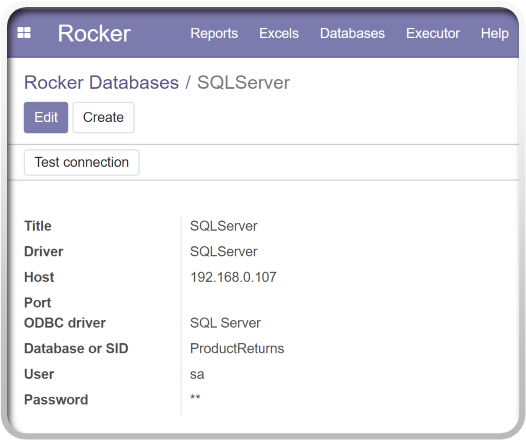 Rocker Reports Excels Databases Executor Help
Rocker Databases / SQLServer
Edit Create
Test connection
Title SQLServer
Driver SQLServer
Host 192.168.0.107
Port
ODBC driver SQL Server
Database or SID ProductReturns
User sa
Password **